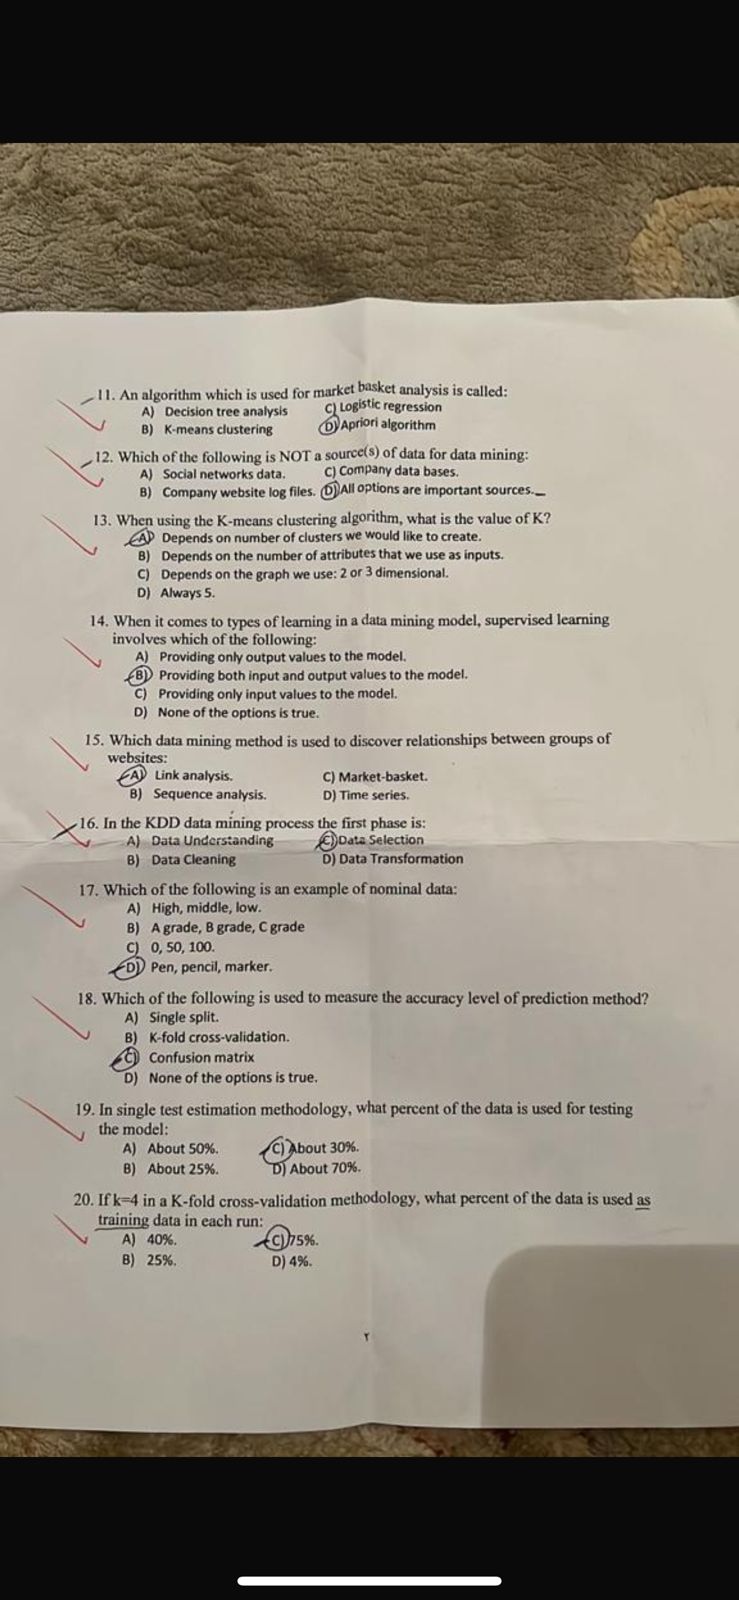 11. An algorithm which is used for market basket analysis is called:
A) Decision tree analysis C) Logistic regression
B) K-means clustering D) Apriori algorithm
12. Which of the following is NOT a source(s) of data for data mining:
A) Social networks data. C) Company data bases.
B) Company website log files. D) All options are important sources.
13. When using the K-means clustering algorithm, what is the value of K?
A) Depends on number of clusters we would like to create.
B) Depends on the number of attributes that we use as inputs.
C) Depends on the graph we use: 2 or 3 dimensional.
D) Always 5.
14. When it comes to types of learning in a data mining model, supervised learning
involves which of the following:
A) Providing only output values to the model.
B) Providing both input and output values to the model.
C) Providing only input values to the model.
D) None of the options is true.
15. Which data mining method is used to discover relationships between groups of
websites:
A) Link analysis. C) Market-basket.
B) Sequence analysis. D) Time series.
16. In the KDD data mining process the first phase is:
A) Data Understanding C) Data Selection
B) Data Cleaning D) Data Transformation
17. Which of the following is an example of nominal data:
A) High, middle, low.
B) A grade, B grade, C grade
C) 0, 50, 100.
D) Pen, pencil, marker.
18. Which of the following is used to measure the accuracy level of prediction method?
A) Single split.
B) K-fold cross-validation.
C) Confusion matrix
D) None of the options is true.
19. In single test estimation methodology, what percent of the data is used for testing
the model:
A) About 50%. C) About 30%.
B) About 25%. D) About 70%.
20. If k=4 in a K-fold cross-validation methodology, what percent of the data is used as
training data in each run:
A) 40%. C) 75%.
B) 25%. D) 4%.
٢